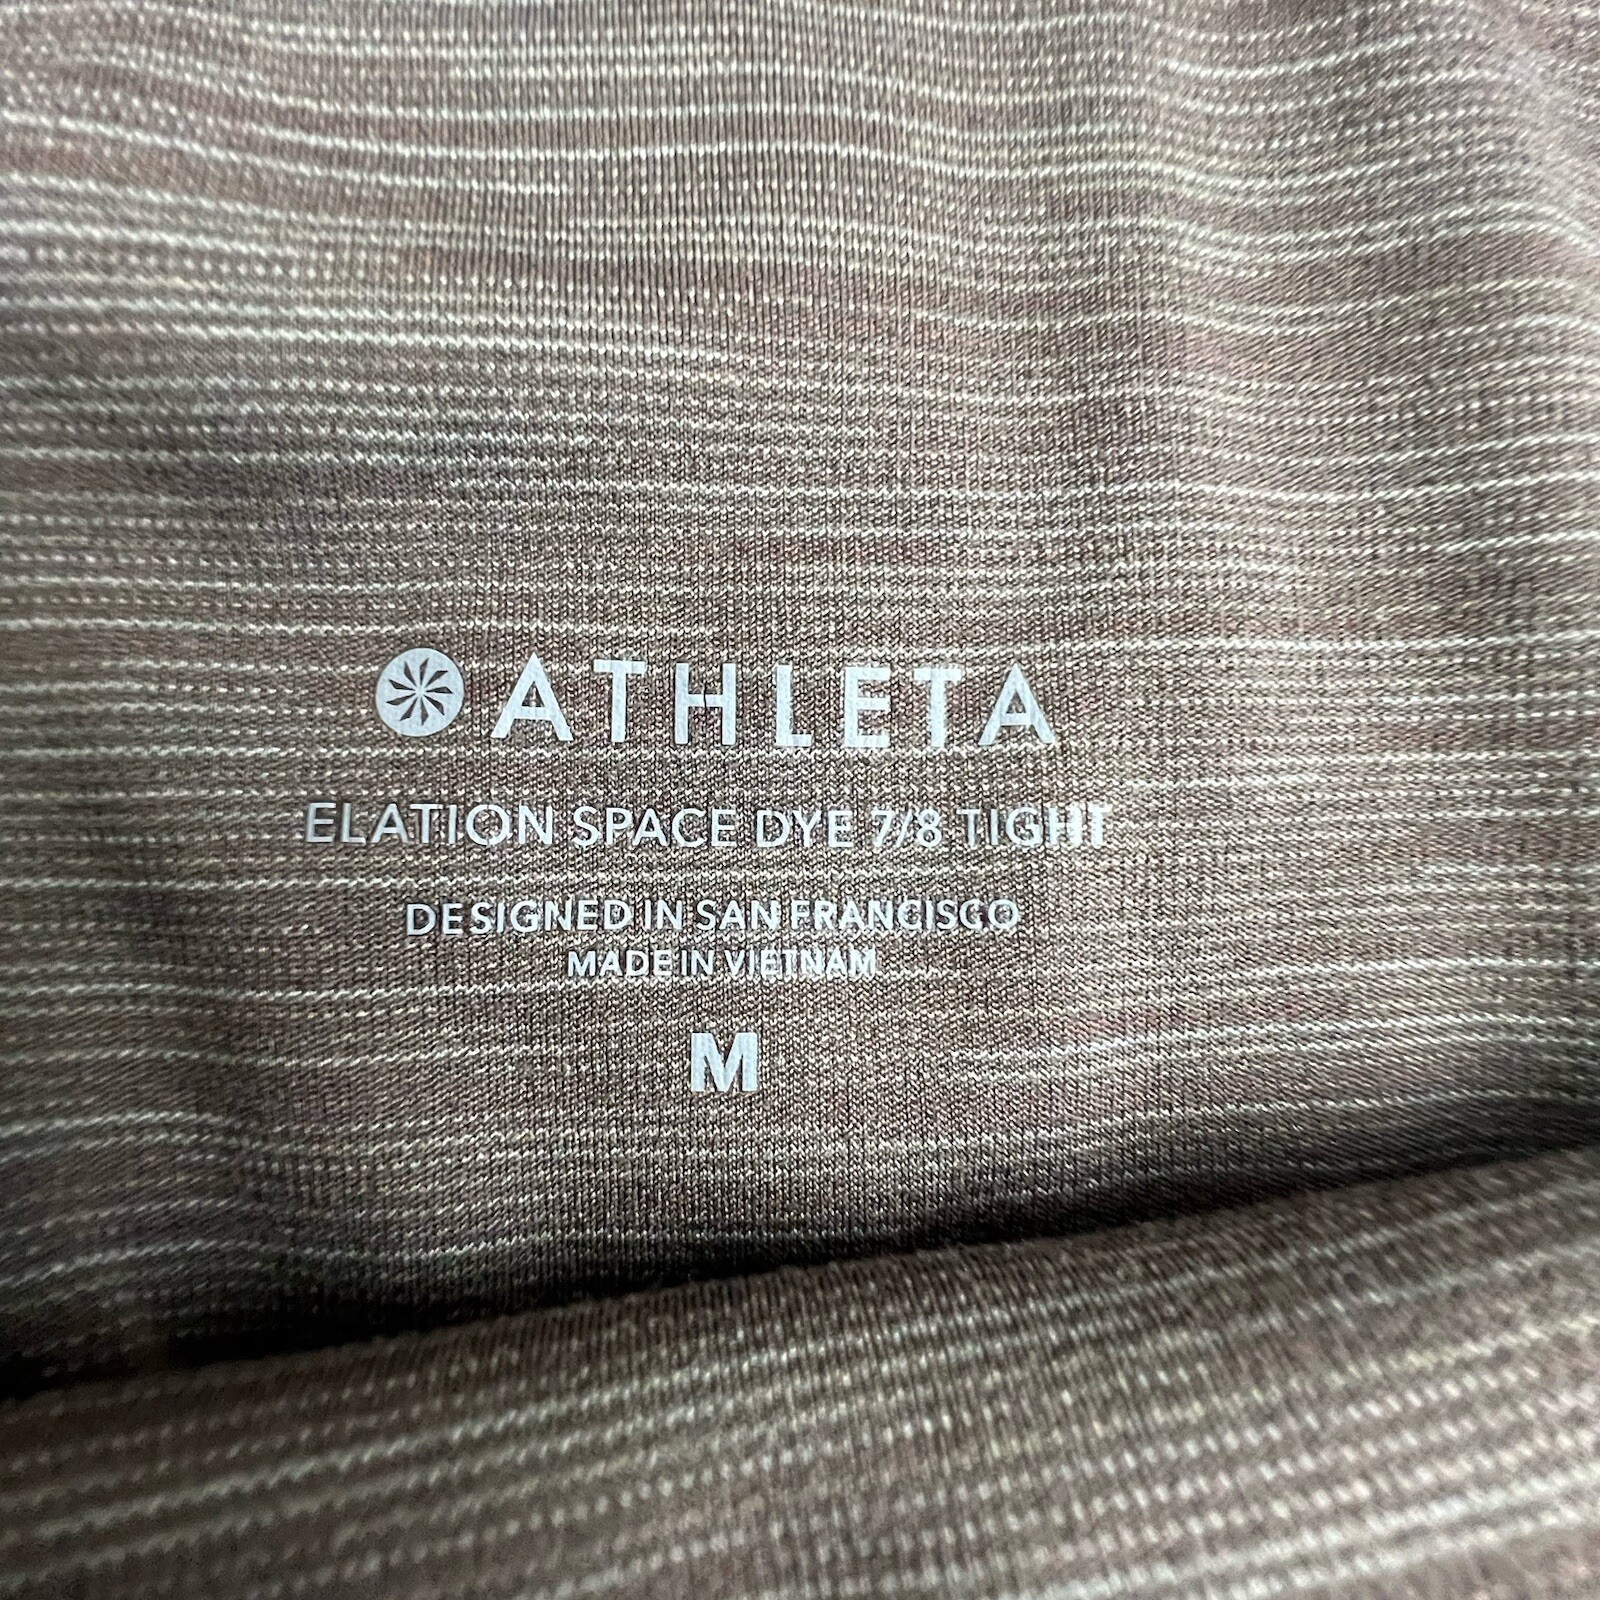 ATHLETA
ELATION SPACE DYE 7/8 TIGHT
DESIGNED IN SAN FRANCISCO
MADE IN VIETNAM
M